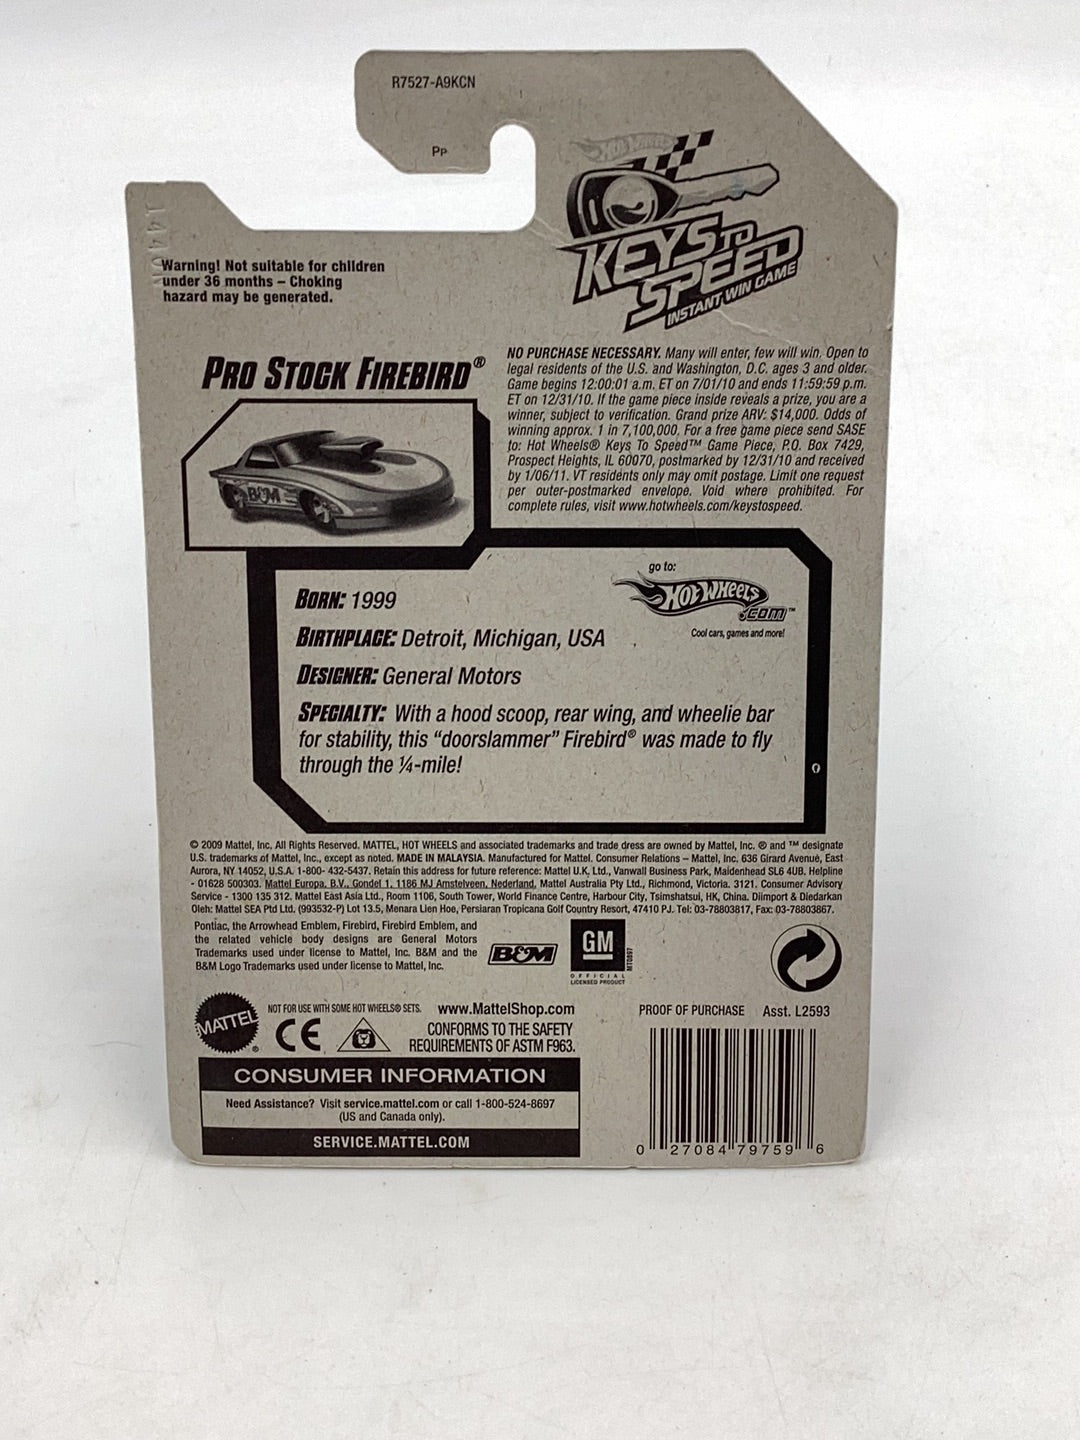 R7527-A9KCN
PP
Hot Wheels
KEYS TO
SPEED
INSTANT WIN GAME
Warning! Not suitable for children
under 36 months – Choking
hazard may be generated.
PRO STOCK FIREBIRD®
NO PURCHASE NECESSARY. Many will enter, few will win. Open to
legal residents of the U.S. and Washington, D.C. ages 3 and older.
Game begins 12:00:01 a.m. ET on 7/01/10 and ends 11:59:59 p.m.
ET on 12/31/10. If the game piece inside reveals a prize, you are a
winner, subject to verification. Grand prize ARV: $14,000. Odds of
winning approx. 1 in 7,100,000. For a free game piece send SASE
to: Hot Wheels® Keys To Speed™ Game Piece, P.O. Box 7429,
Prospect Heights, IL 60070, postmarked by 12/31/10 and received
by 1/06/11. VT residents only may omit postage. Limit one request
per outer-postmarked envelope. Void where prohibited. For
complete rules, visit www.hotwheels.com/keystospeed.
B&M
go to:
HOT WHEELS
.COM™
Cool cars, games and more!
BORN: 1999
BIRTHPLACE: Detroit, Michigan, USA
DESIGNER: General Motors
SPECIALTY: With a hood scoop, rear wing, and wheelie bar
for stability, this “doorslammer” Firebird® was made to fly
through the ¼-mile!
© 2009 Mattel, Inc. All Rights Reserved. MATTEL, HOT WHEELS and associated trademarks and trade dress are owned by Mattel, Inc. ® and ™ designate
U.S. trademarks of Mattel, Inc., except as noted. MADE IN MALAYSIA. Manufactured for Mattel. Consumer Relations – Mattel, Inc. 636 Girard Avenue, East
Aurora, NY 14052, U.S.A. 1-800- 432-5437. Retain this address for future reference: Mattel U.K. Ltd., Vanwall Business Park, Maidenhead SL6 4UB. Helpline
- 01628 500303. Mattel Europa, B.V., Gondel 1, 1186 MJ Amstelveen, Nederland. Mattel Australia Pty Ltd., Richmond, Victoria. 3121. Consumer Advisory
Service - 1300 135 312. Mattel East Asia Ltd., Room 1106, South Tower, World Finance Centre, Harbour City, Tsimshatsui, HK, China. Diimport & Diedarkan
Oleh: Mattel SEA Ptd Ltd. (993532-P) Lot 13.5, Menara Lien Hoe, Persiaran Tropicana Golf Country Resort, 47410 PJ. Tel: 03-78803817, Fax: 03-78803867.
Pontiac, the Arrowhead Emblem, Firebird, Firebird Emblem, and
the related vehicle body designs are General Motors
Trademarks used under license to Mattel, Inc. B&M and the
B&M Logo Trademarks used under license to Mattel, Inc.
B&M
GM
OFFICIAL
LICENSED PRODUCT
MT0897
MATTEL®
NOT FOR USE WITH SOME HOT WHEELS® SETS.
www.MattelShop.com
CE
CONFORMS TO THE SAFETY
REQUIREMENTS OF ASTM F963.
PROOF OF PURCHASE Asst. L2593
CONSUMER INFORMATION
Need Assistance? Visit service.mattel.com or call 1-800-524-8697
(US and Canada only).
SERVICE.MATTEL.COM
0 27084 79759 6